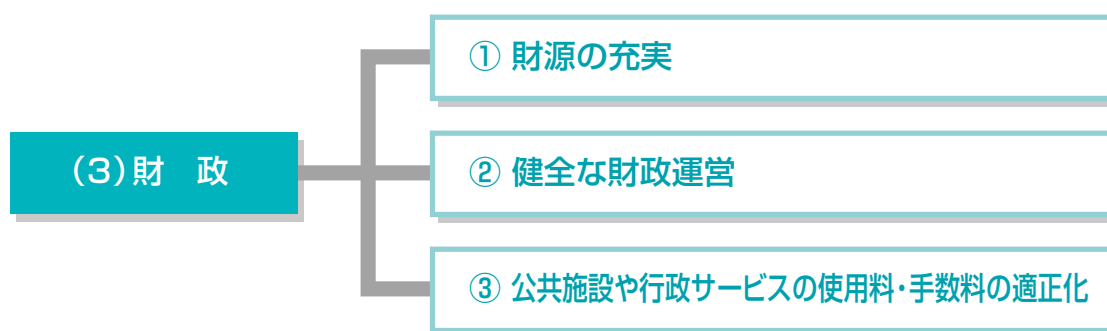 (3)財　政
① 財源の充実
② 健全な財政運営
③ 公共施設や行政サービスの使用料・手数料の適正化